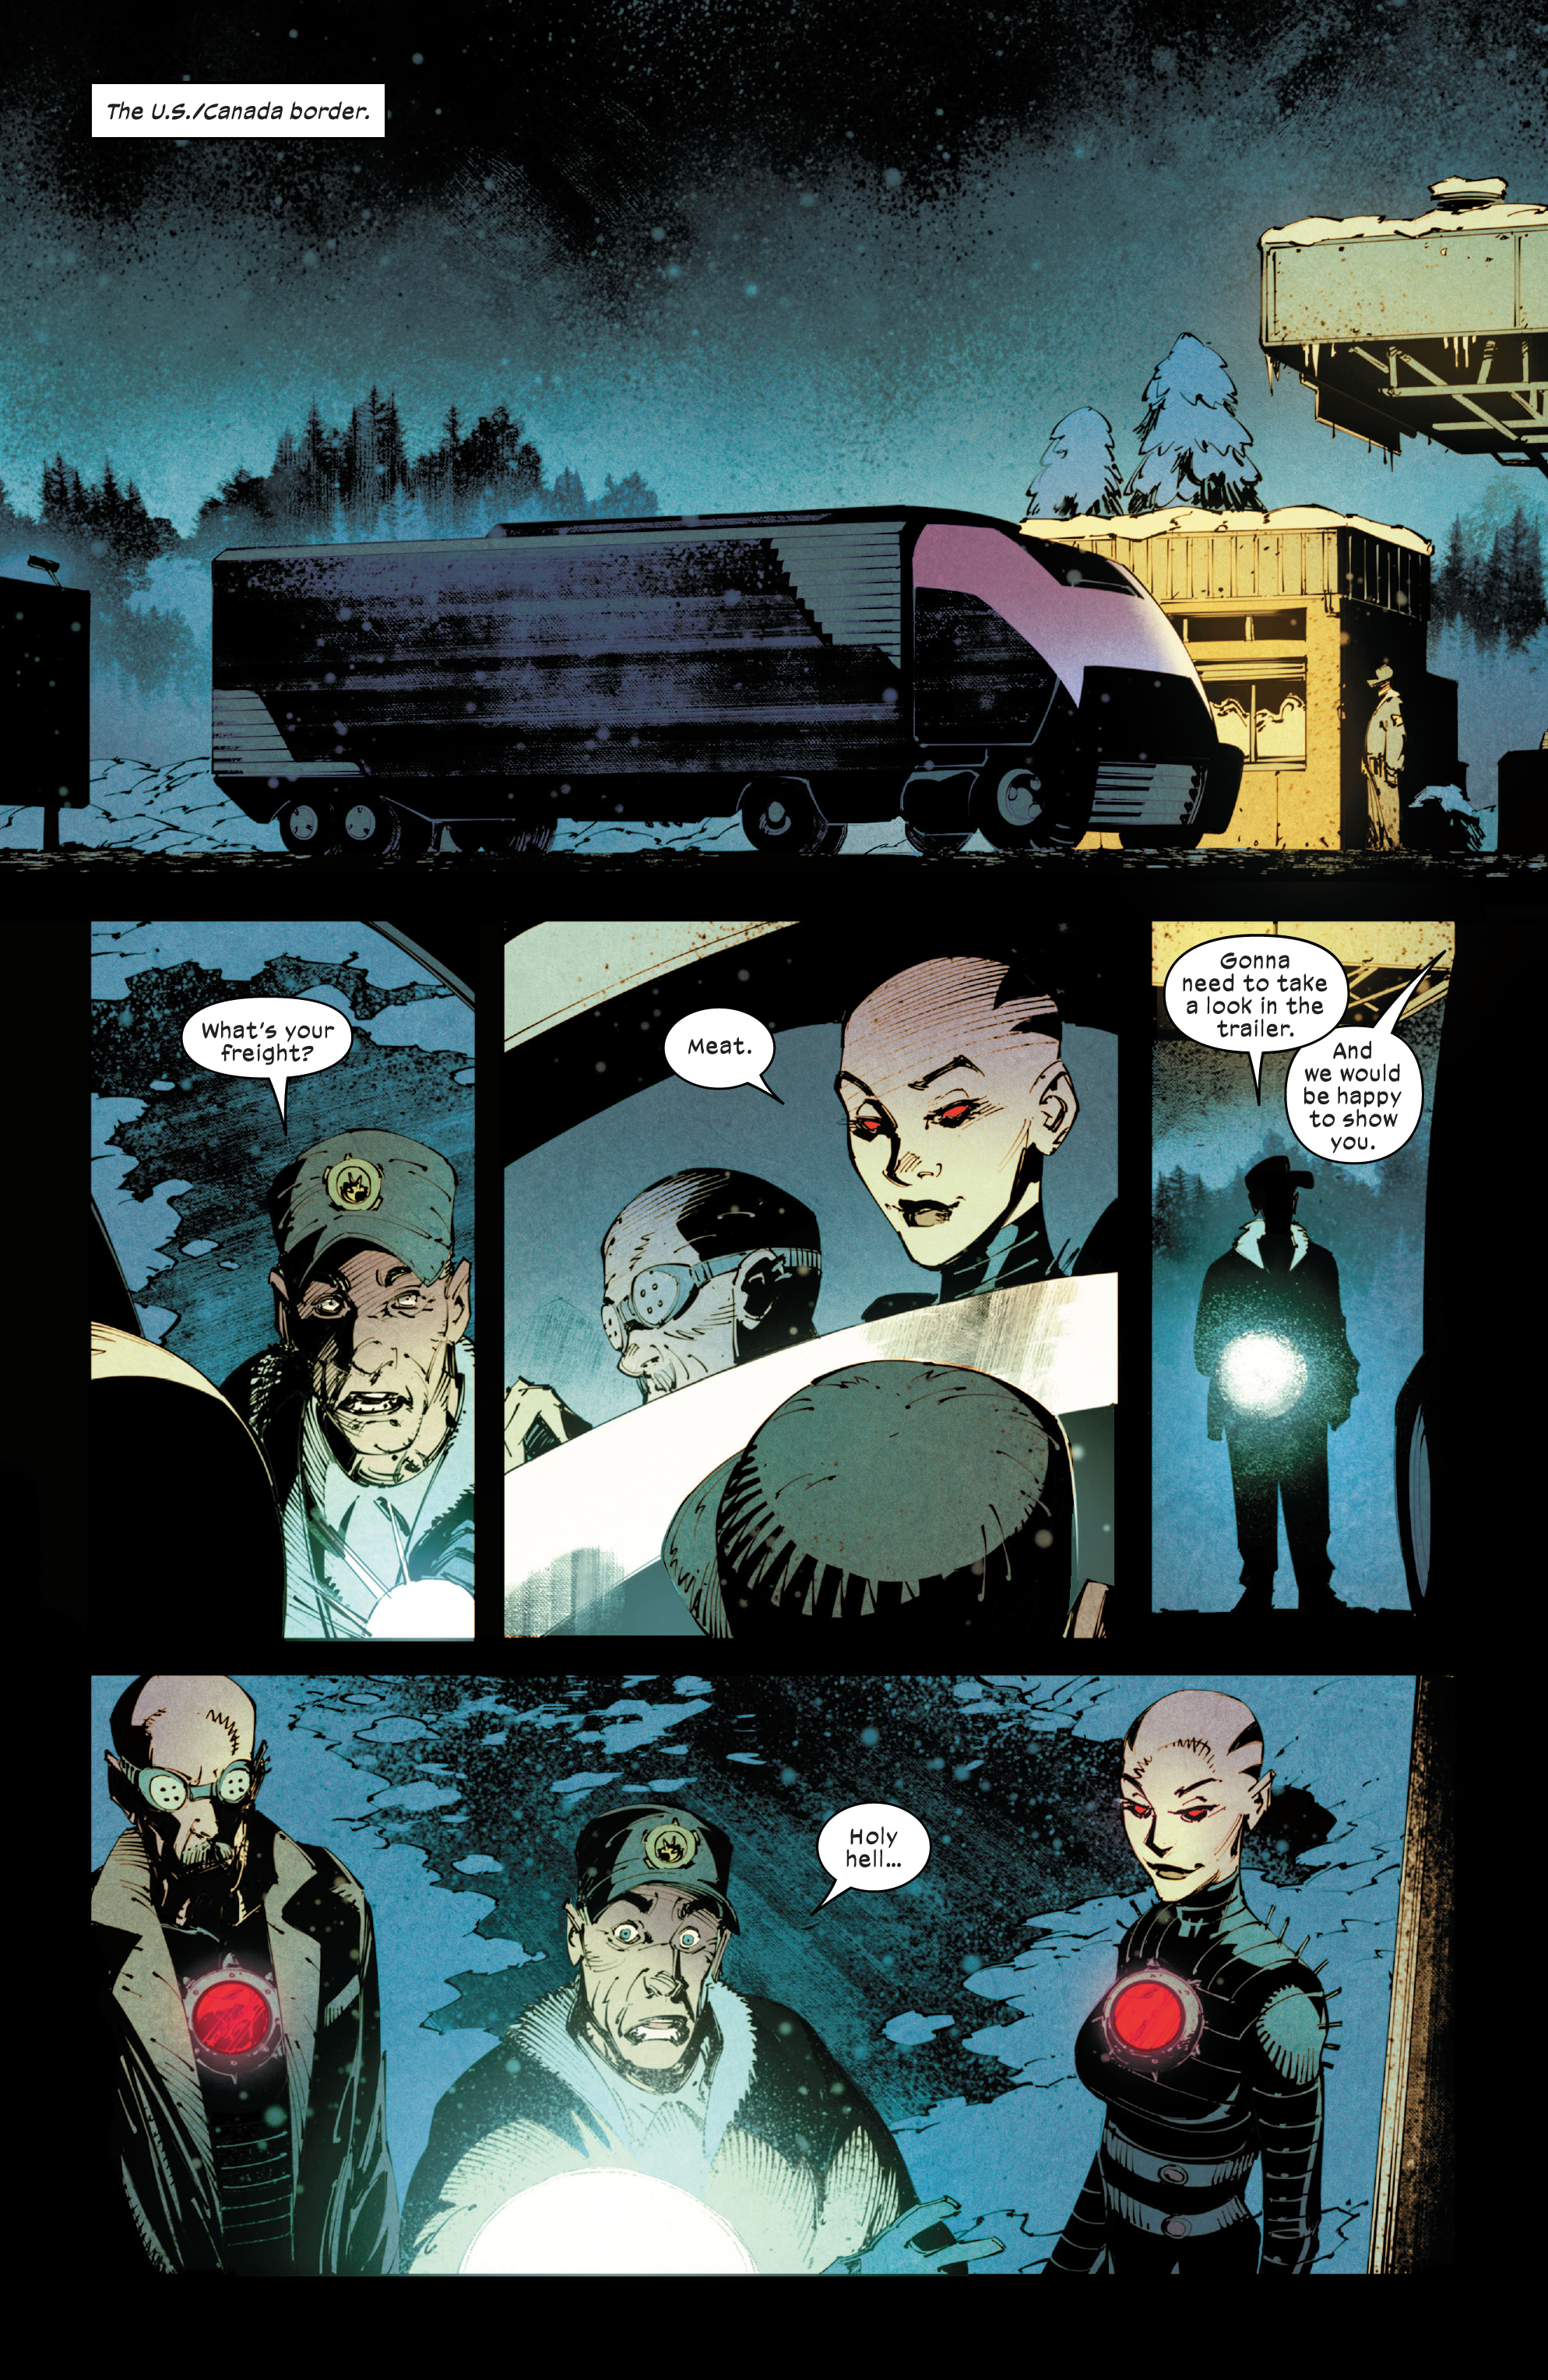 The U.S./Canada border.
What's your
freight?
Meat.
Gonna
need to take
a look in the
trailer.
And
we would
be happy
to show
you.
Holy
hell...